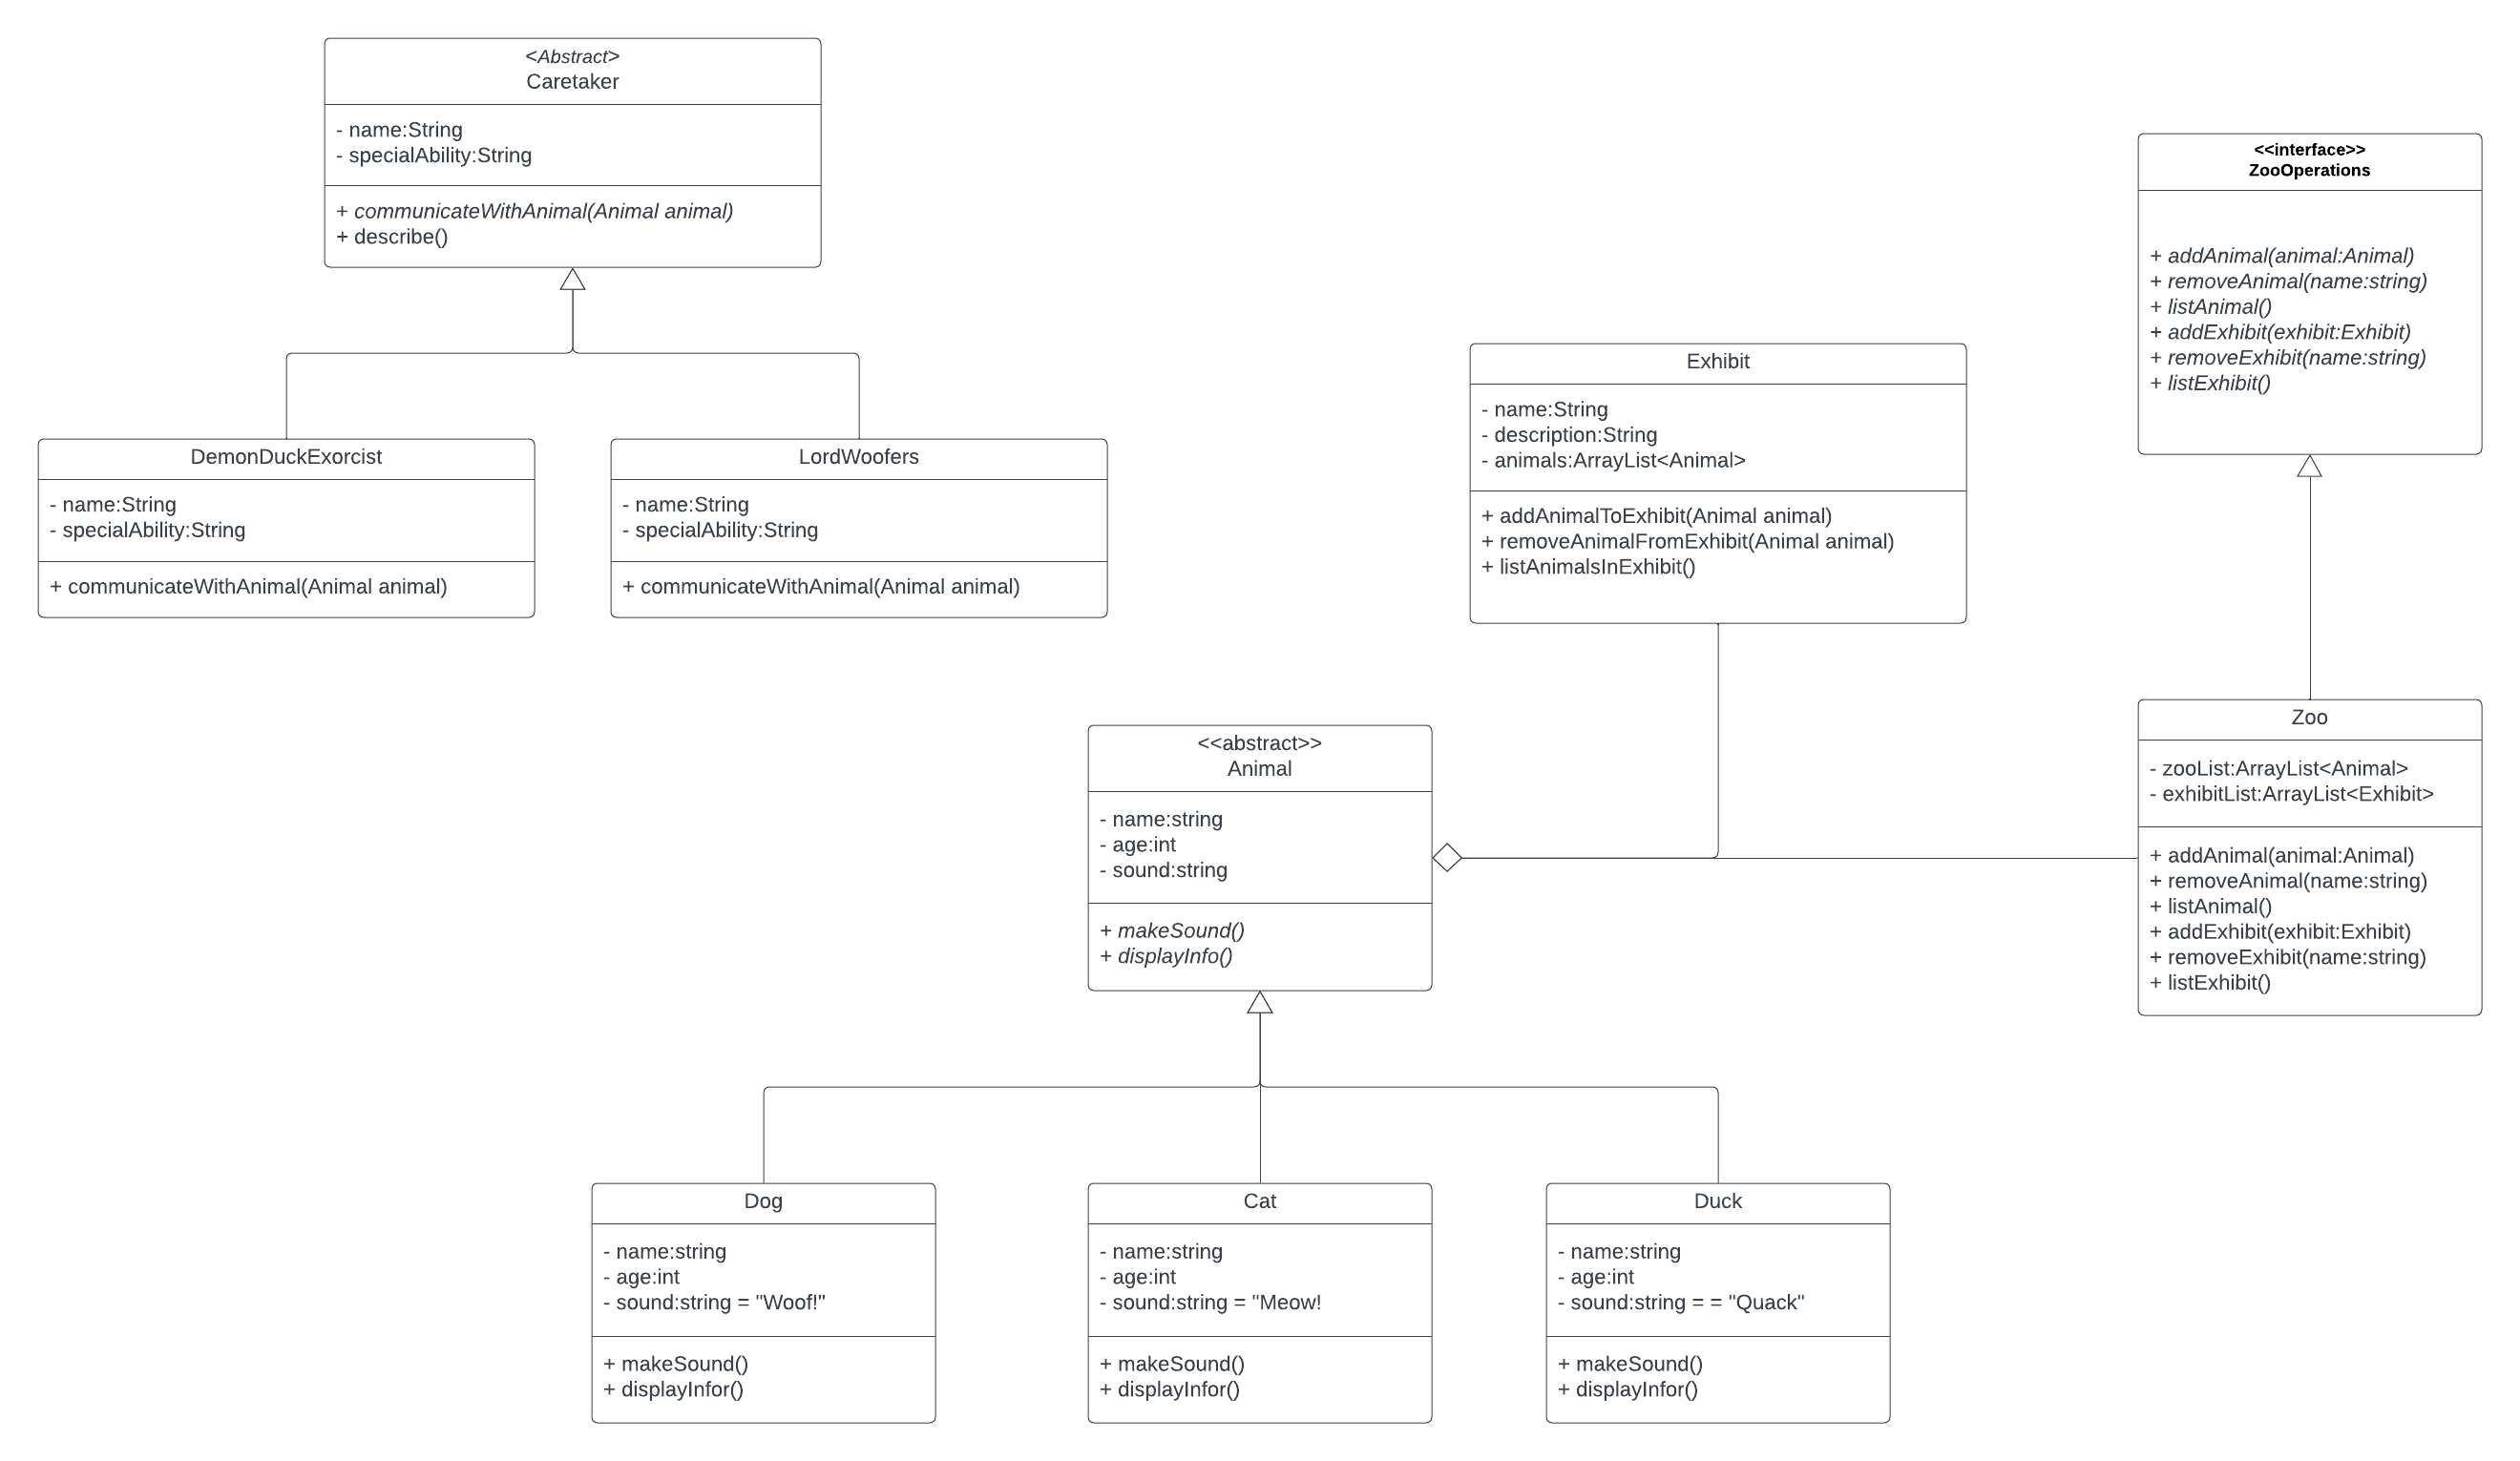 <Abstract>
Caretaker
- name:String
- specialAbility:String
+ communicateWithAnimal(Animal animal)
+ describe()
<<interface>>
ZooOperations
+ addAnimal(animal:Animal)
+ removeAnimal(name:string)
+ listAnimal()
+ addExhibit(exhibit:Exhibit)
+ removeExhibit(name:string)
+ listExhibit()
Exhibit
- name:String
- description:String
- animals:ArrayList<Animal>
+ addAnimalToExhibit(Animal animal)
+ removeAnimalFromExhibit(Animal animal)
+ listAnimalsInExhibit()
DemonDuckExorcist
- name:String
- specialAbility:String
+ communicateWithAnimal(Animal animal)
LordWoofers
- name:String
- specialAbility:String
+ communicateWithAnimal(Animal animal)
Zoo
- zooList:ArrayList<Animal>
- exhibitList:ArrayList<Exhibit>
+ addAnimal(animal:Animal)
+ removeAnimal(name:string)
+ listAnimal()
+ addExhibit(exhibit:Exhibit)
+ removeExhibit(name:string)
+ listExhibit()
<<abstract>>
Animal
- name:string
- age:int
- sound:string
+ makeSound()
+ displayInfo()
Dog
- name:string
- age:int
- sound:string = "Woof!"
+ makeSound()
+ displayInfor()
Cat
- name:string
- age:int
- sound:string = "Meow!
+ makeSound()
+ displayInfor()
Duck
- name:string
- age:int
- sound:string = = "Quack"
+ makeSound()
+ displayInfor()